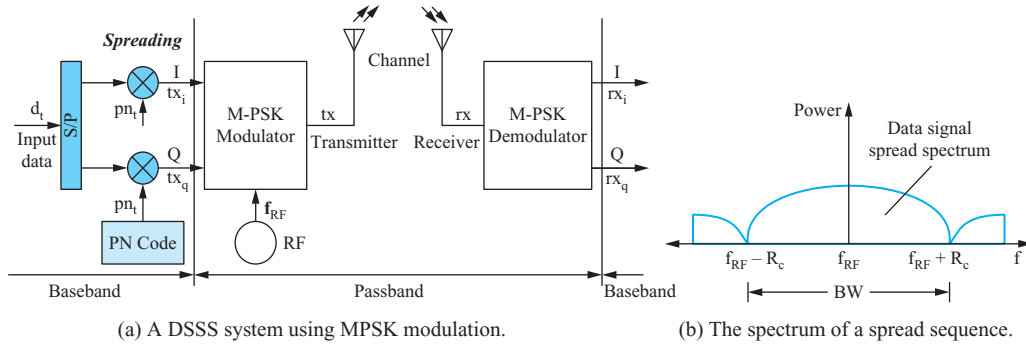 Spreading
d_t
Input
data
S/P
pn_t
I
tx_i
Q
tx_q
pn_t
PN Code
M-PSK
Modulator
f_RF
RF
tx
Transmitter
Channel
Receiver
rx
M-PSK
Demodulator
I
rx_i
Q
rx_q
Baseband
Passband
Baseband
(a) A DSSS system using MPSK modulation.
Power
Data signal
spread spectrum
f_RF – R_c
f_RF
f_RF + R_c
f
BW
(b) The spectrum of a spread sequence.